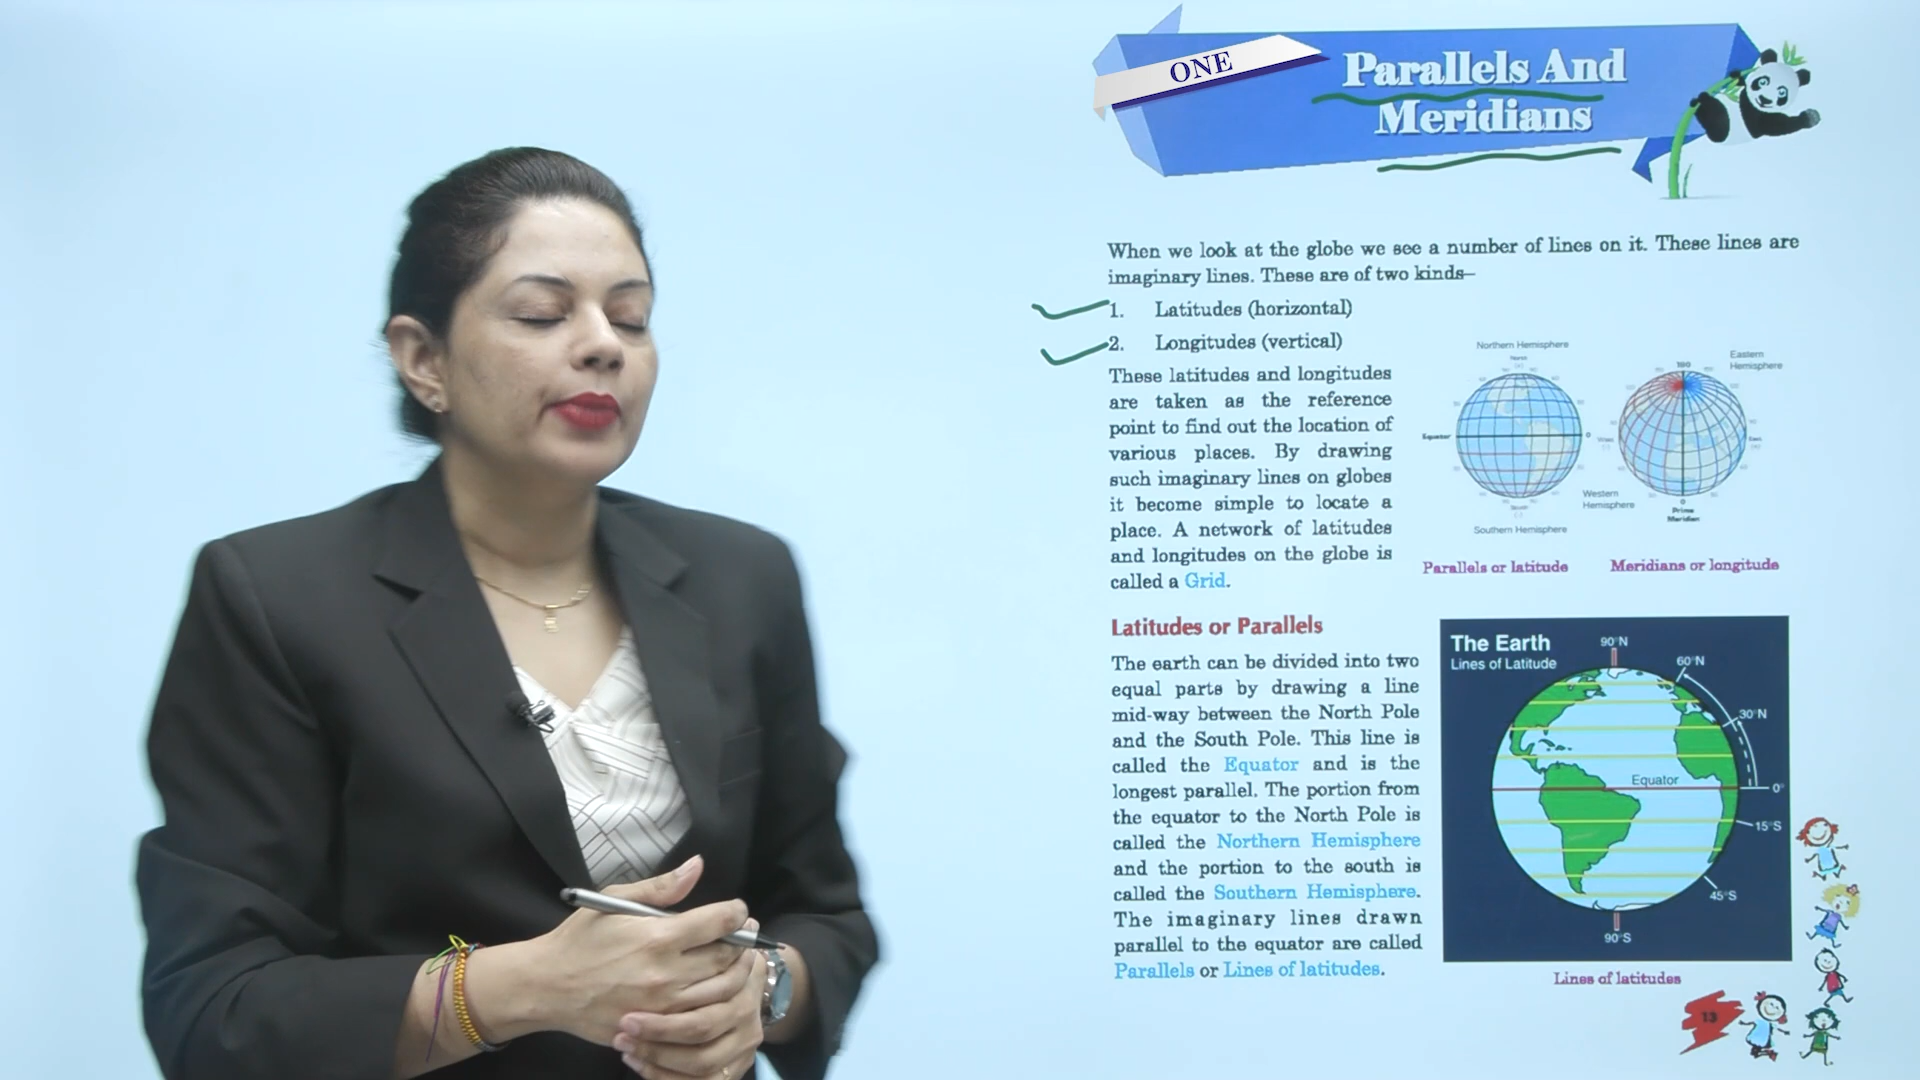 ONE
Parallels And
Meridians
When we look at the globe we see a number of lines on it. These lines are
imaginary lines. These are of two kinds–
1. Latitudes (horizontal)
2. Longitudes (vertical)
These latitudes and longitudes
are taken as the reference
point to find out the location of
various places. By drawing
such imaginary lines on globes
it become simple to locate a
place. A network of latitudes
and longitudes on the globe is
called a Grid.
Northern Hemisphere
Equator
0
Southern Hemisphere
Parallels or latitude
180
Eastern
Hemisphere
Western
Hemisphere
0
Prime
Meridian
Meridians or longitude
Latitudes or Parallels
The earth can be divided into two
equal parts by drawing a line
mid-way between the North Pole
and the South Pole. This line is
called the Equator and is the
longest parallel. The portion from
the equator to the North Pole is
called the Northern Hemisphere
and the portion to the south is
called the Southern Hemisphere.
The imaginary lines drawn
parallel to the equator are called
Parallels or Lines of latitudes.
The Earth
Lines of Latitude
90°N
60°N
30°N
Equator
0°
15°S
45°S
90°S
Lines of latitudes
13